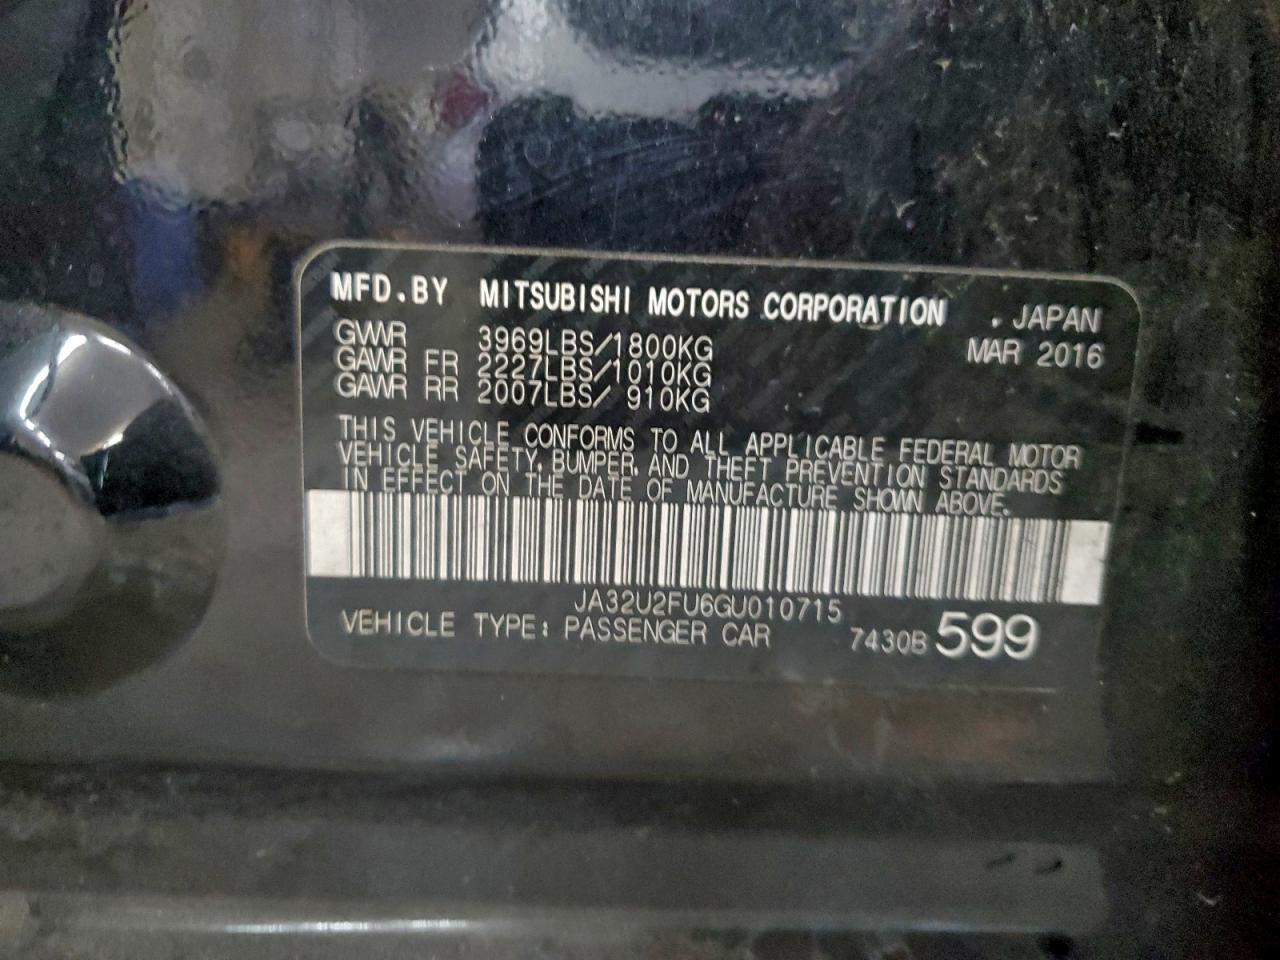 MFD.BY MITSUBISHI MOTORS CORPORATION . JAPAN
GVWR 3969LBS/1800KG MAR 2016
GAWR FR 2227LBS/1010KG
GAWR RR 2007LBS/ 910KG
THIS VEHICLE CONFORMS TO ALL APPLICABLE FEDERAL MOTOR
VEHICLE SAFETY, BUMPER, AND THEFT PREVENTION STANDARDS
IN EFFECT ON THE DATE OF MANUFACTURE SHOWN ABOVE.
JA32U2FU6GU010715
VEHICLE TYPE: PASSENGER CAR 7430B 599